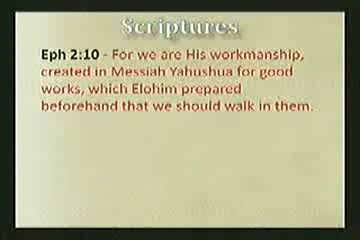 Scriptures
Eph 2:10 - For we are His workmanship,
created in Messiah Yahushua for good
works, which Elohim prepared
beforehand that we should walk in them.